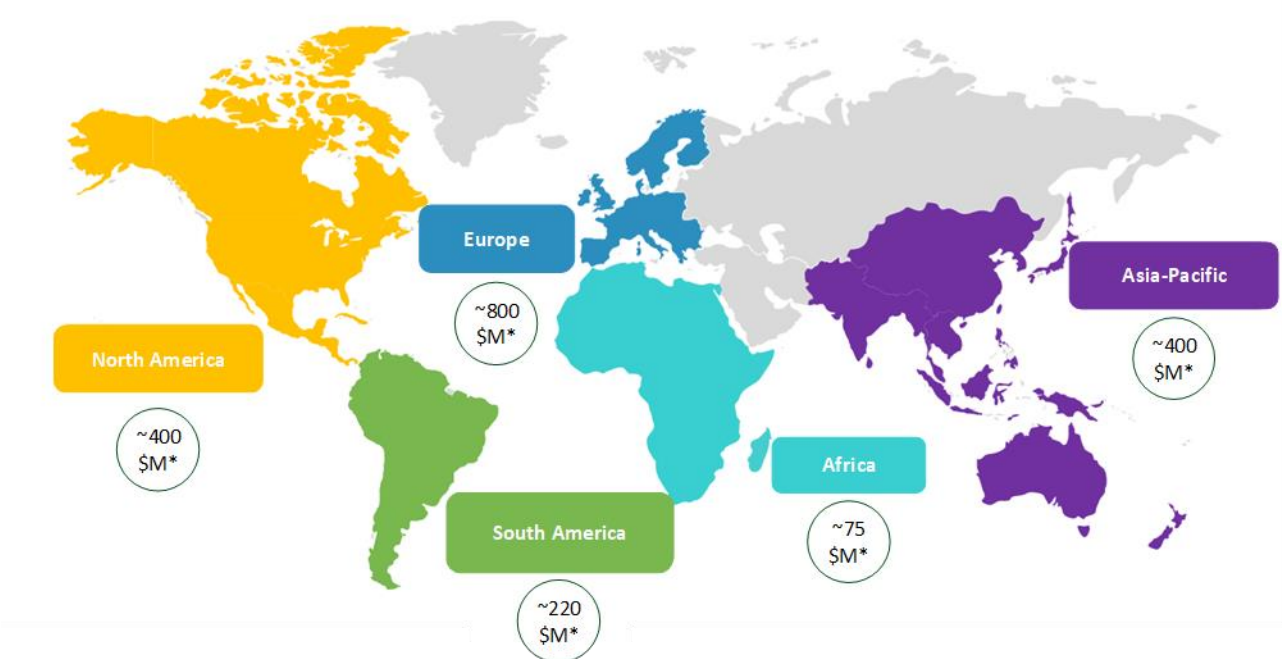 Europe
~800
$M*
Asia-Pacific
~400
$M*
North America
~400
$M*
Africa
~75
$M*
South America
~220
$M*